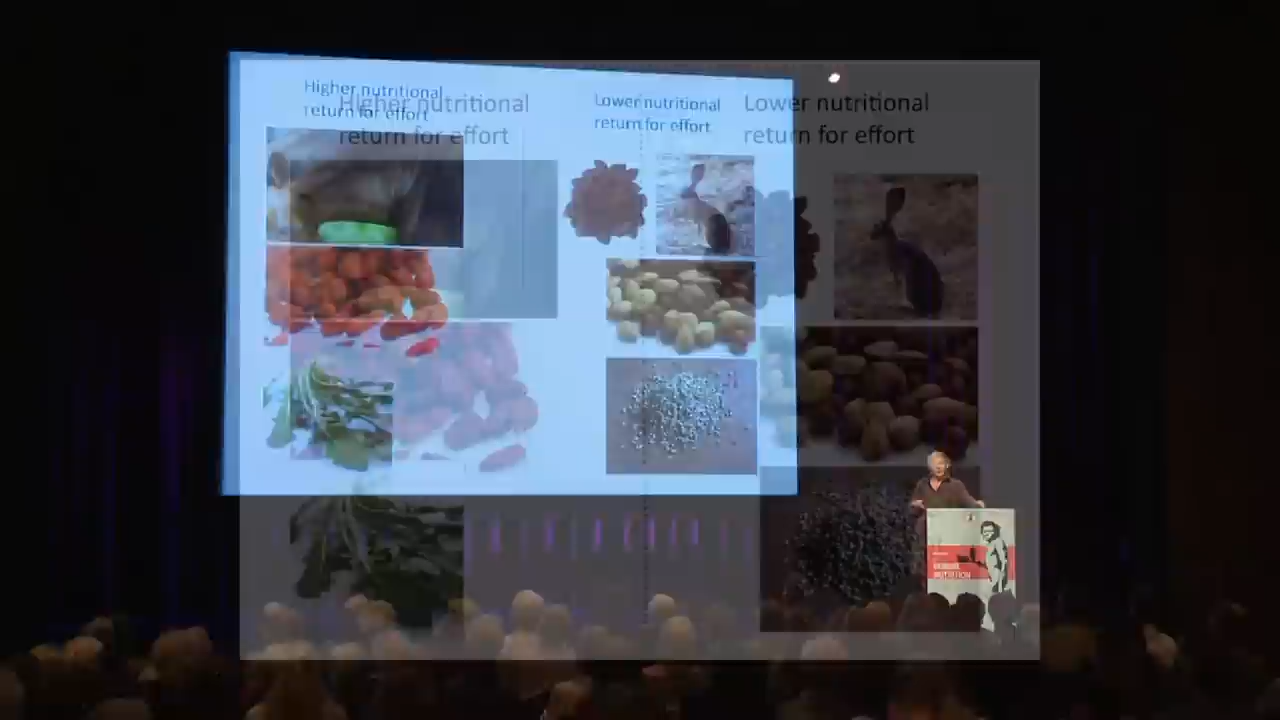 Higher nutritional
return for effort
Lower nutritional
return for effort
Higher nutritional
return for effort
Lower nutritional
return for effort
NUTRITION